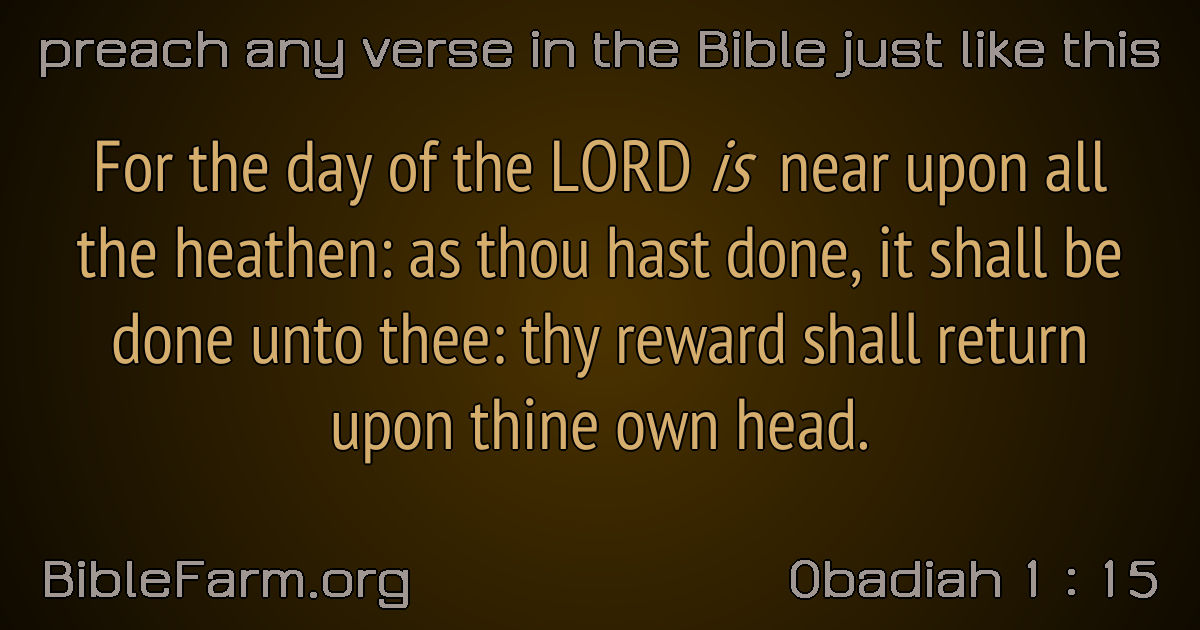 preach any verse in the Bible just like this
For the day of the LORD is near upon all
the heathen: as thou hast done, it shall be
done unto thee: thy reward shall return
upon thine own head.
BibleFarm.org
Obadiah 1 : 15